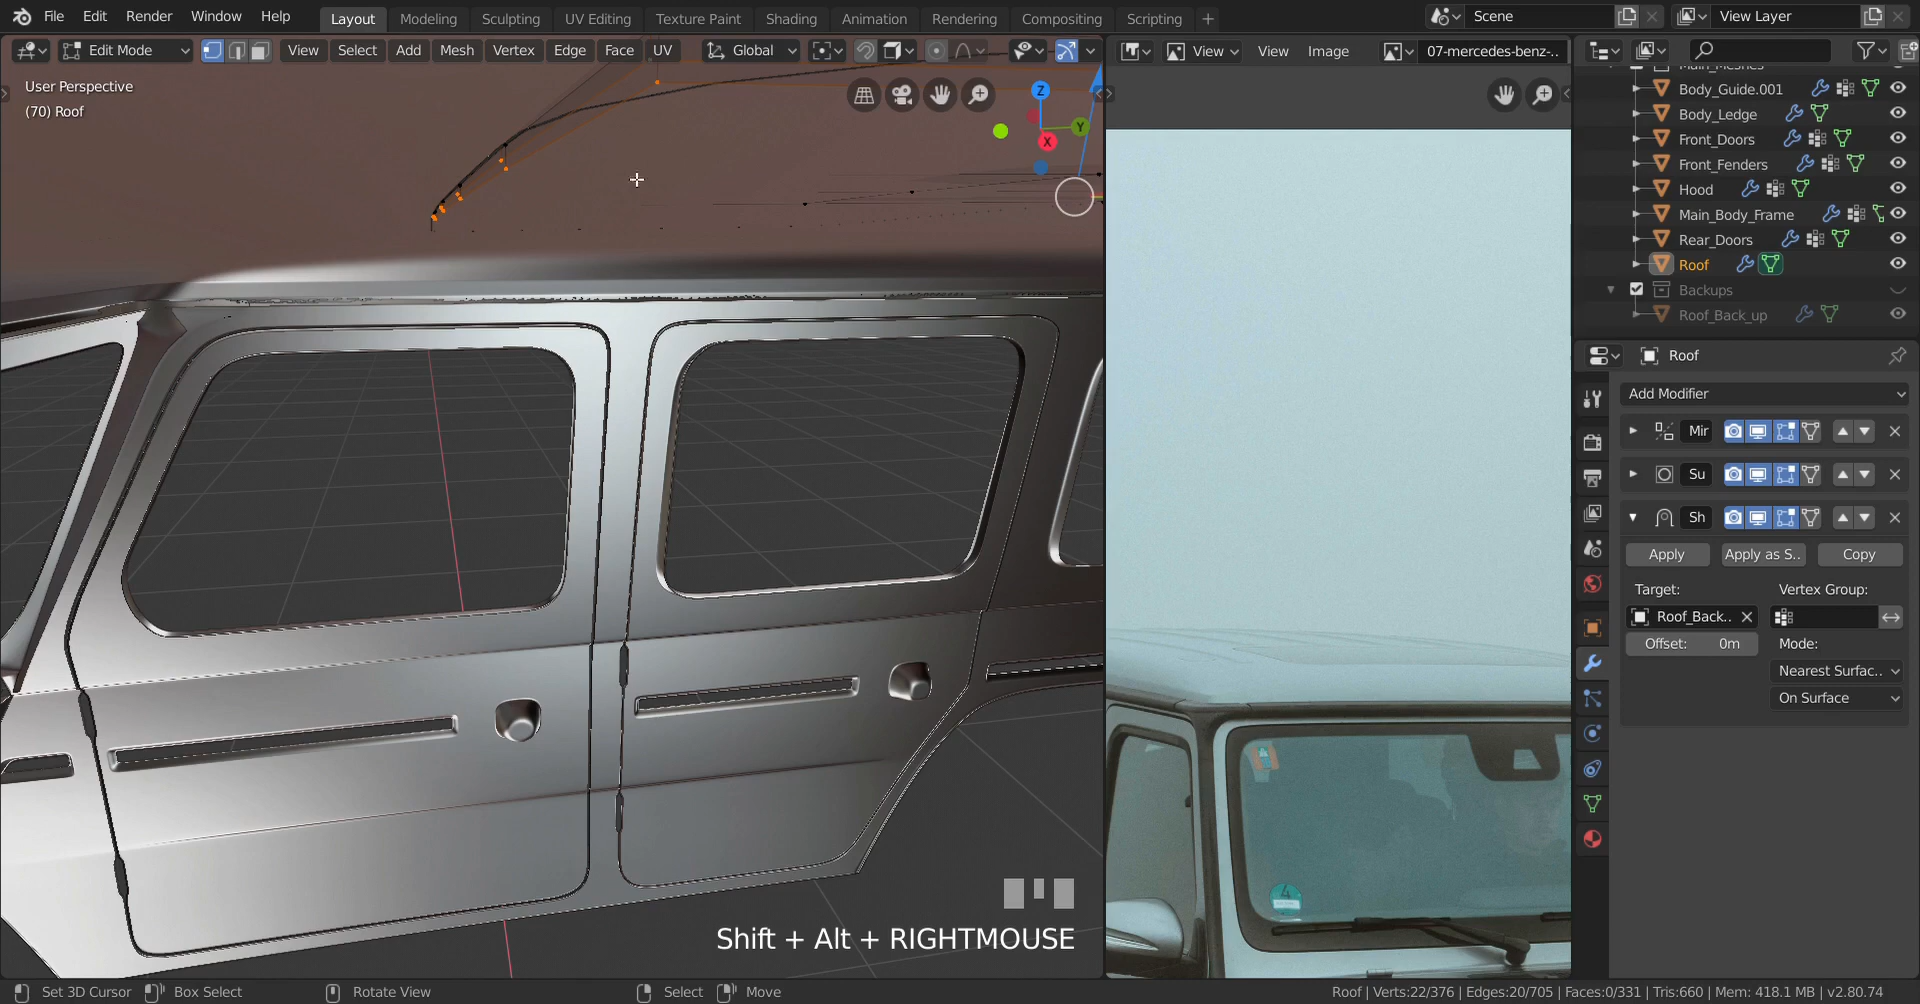 File Edit Render Window Help Layout Modeling Sculpting UV Editing Texture Paint Shading Animation Rendering Compositing Scripting + Scene View Layer
Edit Mode View Select Add Mesh Vertex Edge Face UV Global View View Image 07-mercedes-benz-..
User Perspective
(70) Roof
Z
Y
X
Main_Meshes
Body_Guide.001
Body_Ledge
Front_Doors
Front_Fenders
Hood
Main_Body_Frame
Rear_Doors
Roof
Backups
Roof_Back_up
Roof
Add Modifier
Mir
Su
Sh
Apply Apply as S.. Copy
Target: Vertex Group:
Roof_Back..
Offset: 0m Mode:
Nearest Surfac..
On Surface
Shift + Alt + RIGHTMOUSE
Set 3D Cursor Box Select Rotate View Select Move Roof | Verts:22/376 | Edges:20/705 | Faces:0/331 | Tris:660 | Mem: 418.1 MB | v2.80.74